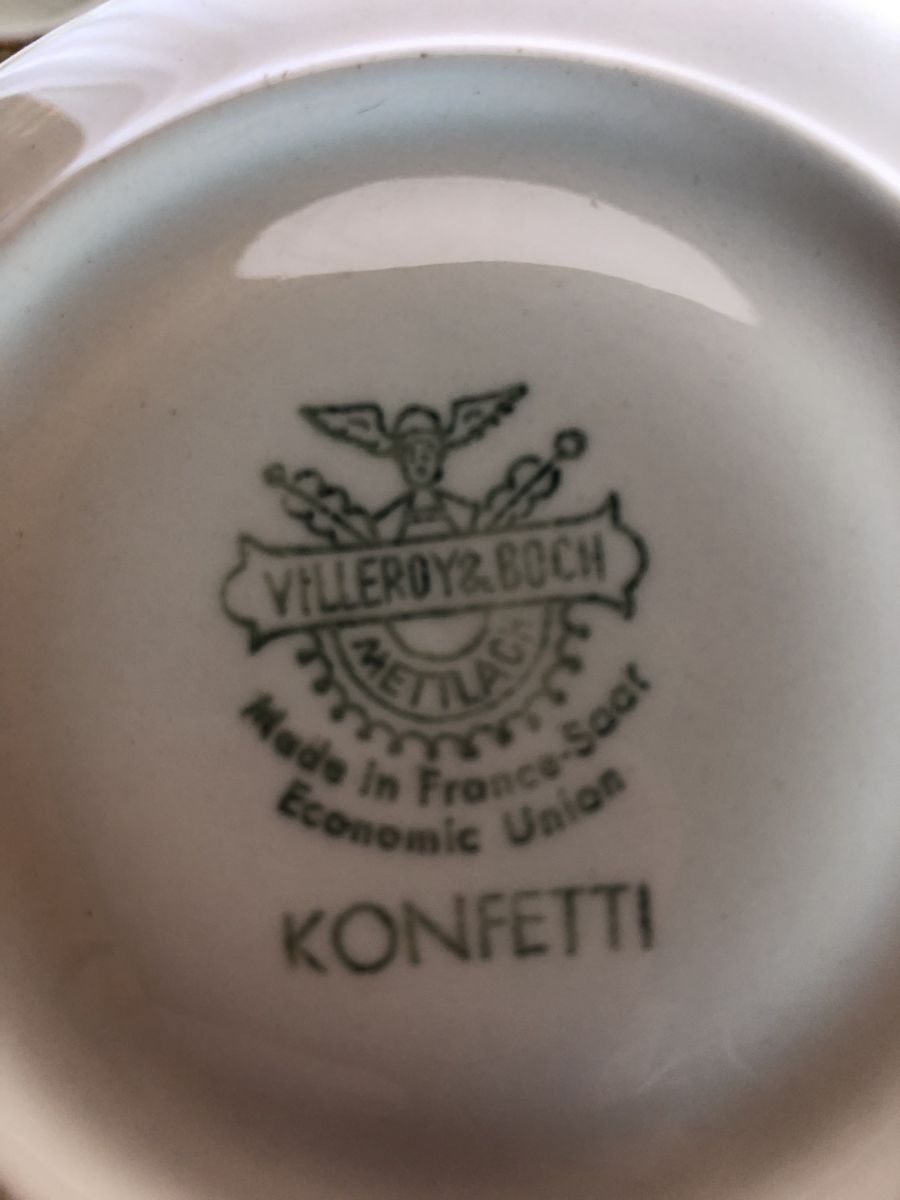 VILLEROY & BOCH
METTLACH
Made in France-Saar
Economic Union
KONFETTI